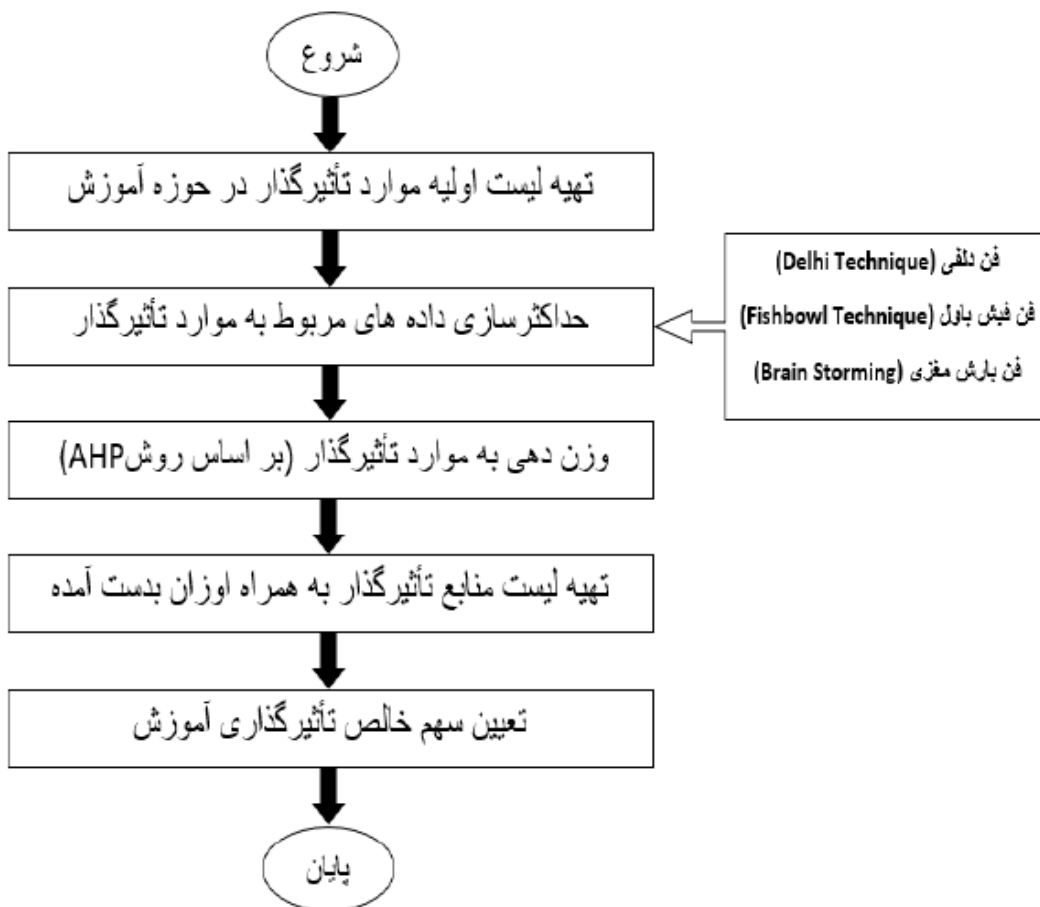 شروع
تهیه لیست اولیه موارد تأثیرگذار در حوزه آموزش
حداکثرسازی داده های مربوط به موارد تأثیرگذار
فن دلفی (Delhi Technique)
فن فیش باول (Fishbowl Technique)
فن بارش مغزی (Brain Storming)
وزن دهی به موارد تأثیرگذار (بر اساس روشAHP)
تهیه لیست منابع تأثیرگذار به همراه اوزان بدست آمده
تعیین سهم خالص تأثیرگذاری آموزش
پایان